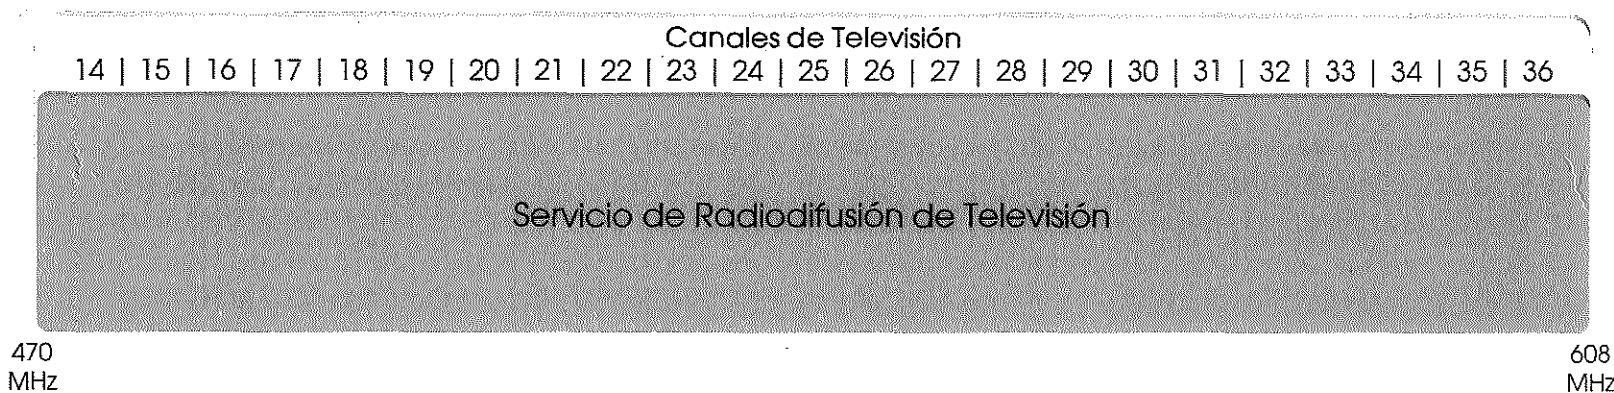 Canales de Televisión
14 | 15 | 16 | 17 | 18 | 19 | 20 | 21 | 22 | 23 | 24 | 25 | 26 | 27 | 28 | 29 | 30 | 31 | 32 | 33 | 34 | 35 | 36
Servicio de Radiodifusión de Televisión
470 608
MHz MHz